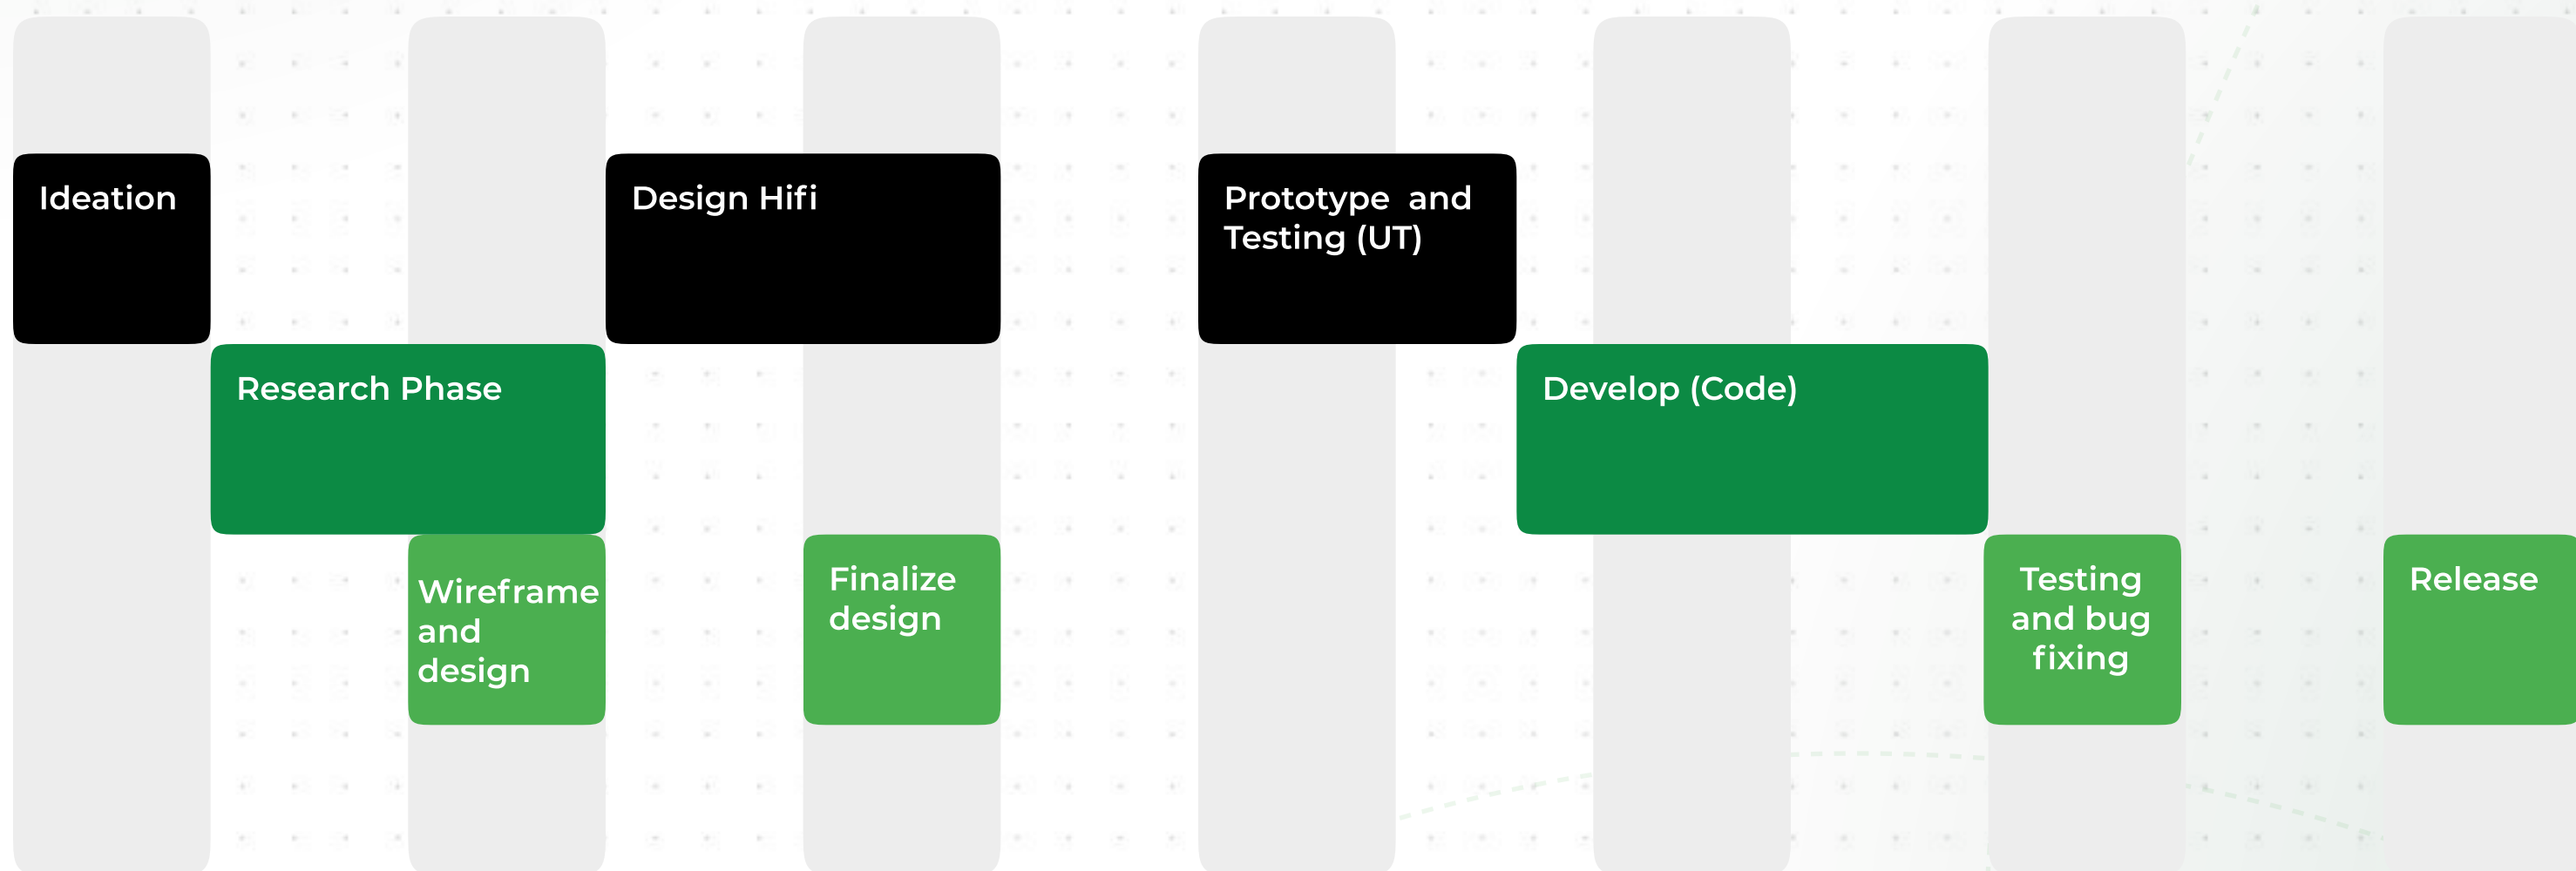 Ideation
Design Hifi
Prototype and
Testing (UT)
Research Phase
Develop (Code)
Wireframe
and
design
Finalize
design
Testing
and bug
fixing
Release